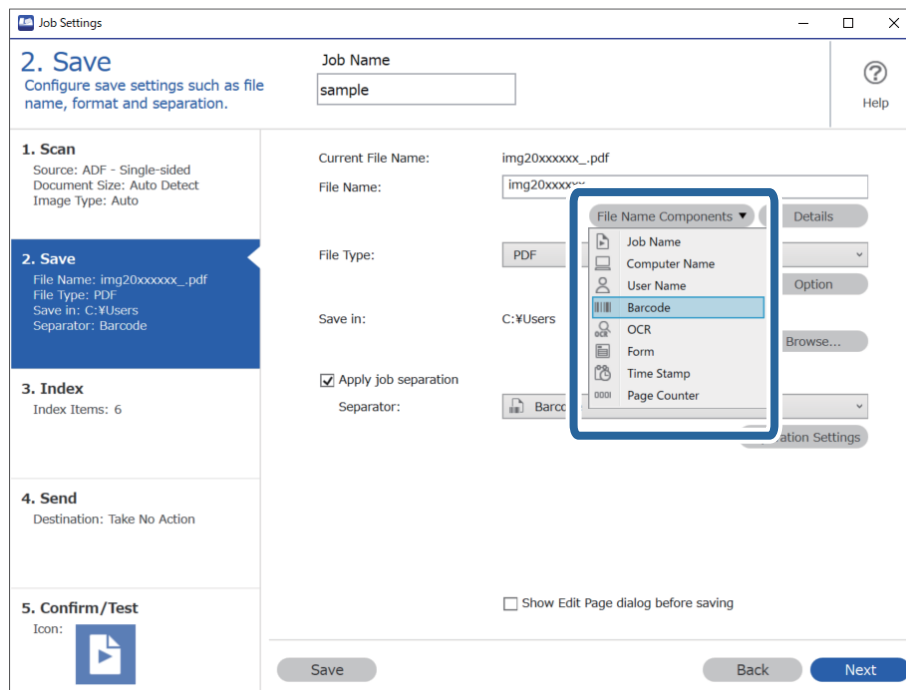 Job Settings
2. Save
Configure save settings such as file
name, format and separation.
Job Name
sample
Help
1. Scan
Source: ADF - Single-sided
Document Size: Auto Detect
Image Type: Auto
2. Save
File Name: img20xxxxxx_.pdf
File Type: PDF
Save in: C:¥Users
Separator: Barcode
3. Index
Index Items: 6
4. Send
Destination: Take No Action
5. Confirm/Test
Icon:
Current File Name: img20xxxxxx_.pdf
File Name: img20xxxxxx
File Name Components ▼ Details
File Type: PDF
Option
Save in: C:¥Users
Browse...
Job Name
Computer Name
User Name
Barcode
OCR
Form
Time Stamp
0001 Page Counter
Apply job separation
Separator:
Settings
Show Edit Page dialog before saving
Save Back Next